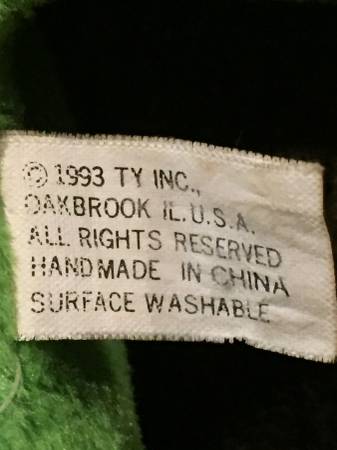 © 1993 TY INC.,
OAKBROOK IL. U.S.A.
ALL RIGHTS RESERVED
HANDMADE IN CHINA
SURFACE WASHABLE